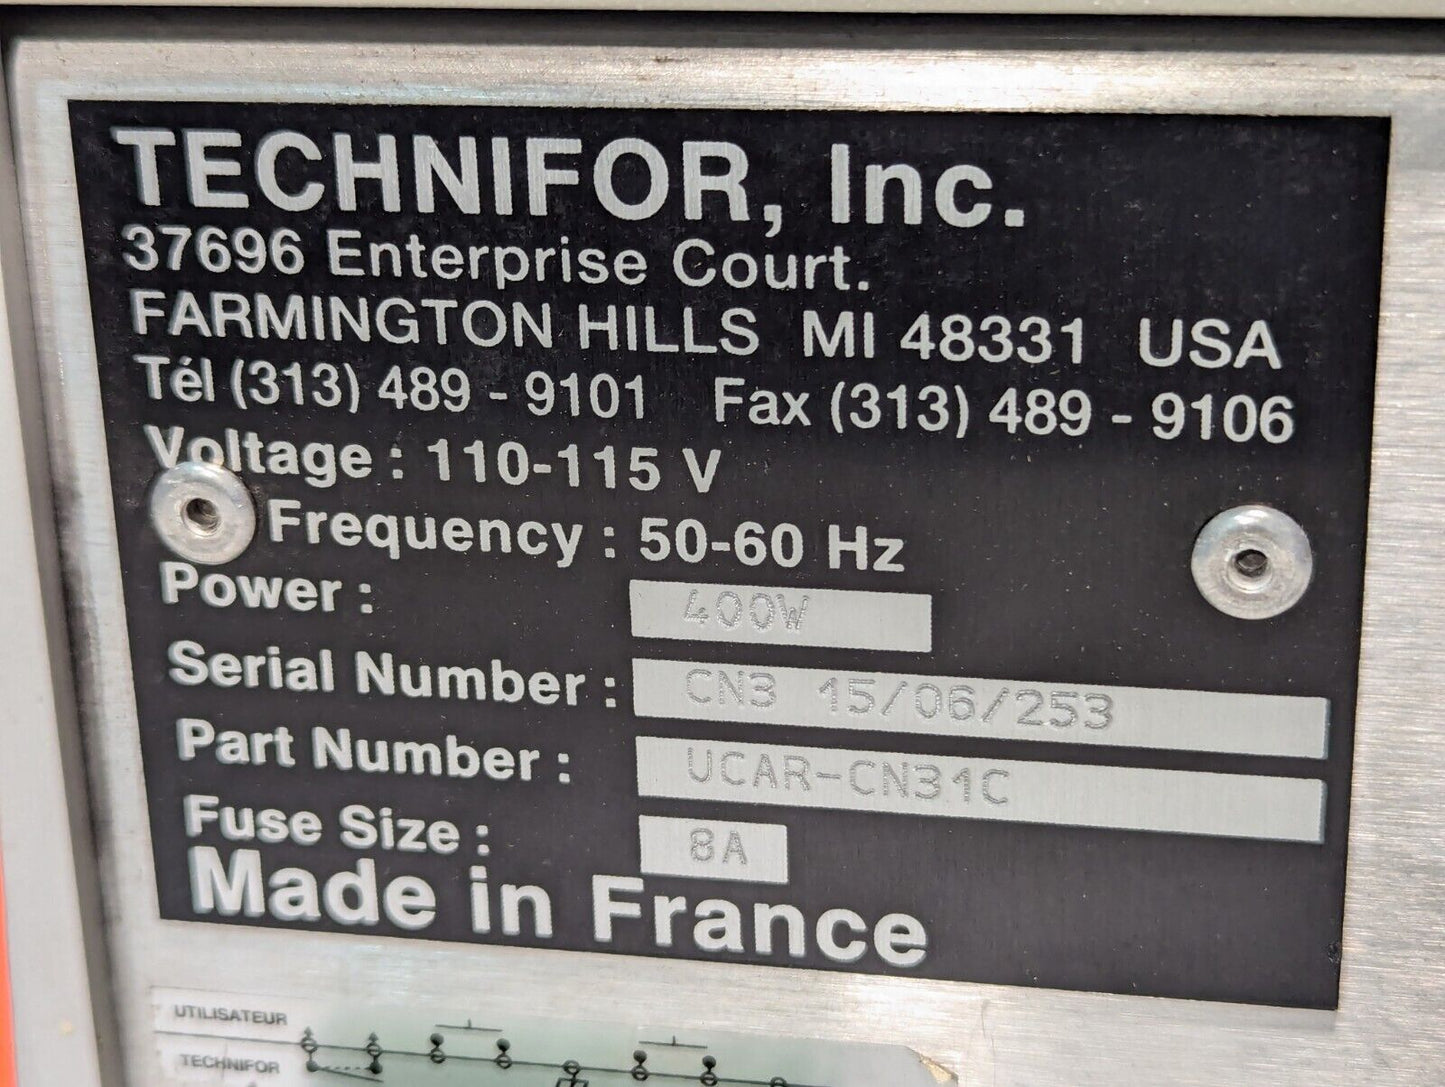 TECHNIFOR, Inc.
37696 Enterprise Court.
FARMINGTON HILLS MI 48331 USA
Tél (313) 489 - 9101 Fax (313) 489 - 9106
Voltage : 110-115 V
Frequency : 50-60 Hz
Power : 400W
Serial Number : CN3 15/06/253
Part Number : UCAR-CN31C
Fuse Size : 8A
Made in France
UTILISATEUR
TECHNIFOR